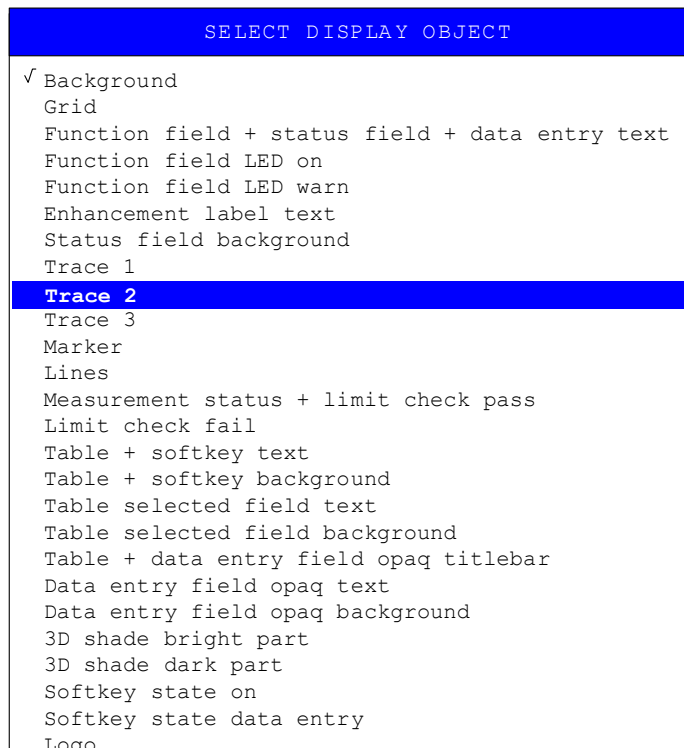 SELECT DISPLAY OBJECT
√ Background
Grid
Function field + status field + data entry text
Function field LED on
Function field LED warn
Enhancement label text
Status field background
Trace 1
Trace 2
Trace 3
Marker
Lines
Measurement status + limit check pass
Limit check fail
Table + softkey text
Table + softkey background
Table selected field text
Table selected field background
Table + data entry field opaq titlebar
Data entry field opaq text
Data entry field opaq background
3D shade bright part
3D shade dark part
Softkey state on
Softkey state data entry
Logo